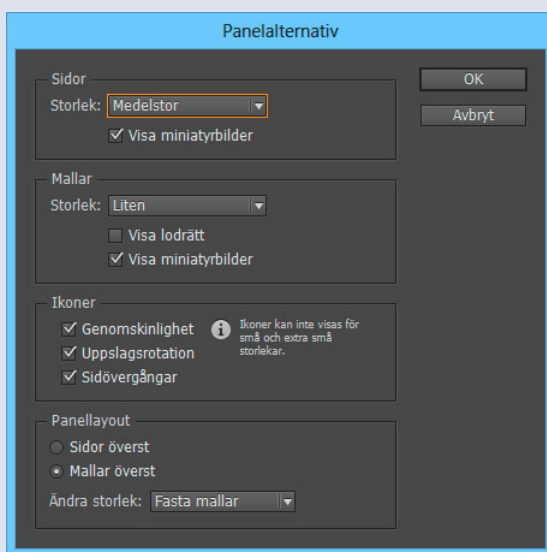 Panelalternativ
Sidor
Storlek: Medelstor
Visa miniatyrbilder
OK
Avbryt
Mallar
Storlek: Liten
Visa lodrätt
Visa miniatyrbilder
Ikoner
Genomskinlighet
Uppslagsrotation
Sidövergångar
Ikoner kan inte visas för
små och extra små
storlekar.
Panellayout
Sidor överst
Mallar överst
Ändra storlek: Fasta mallar